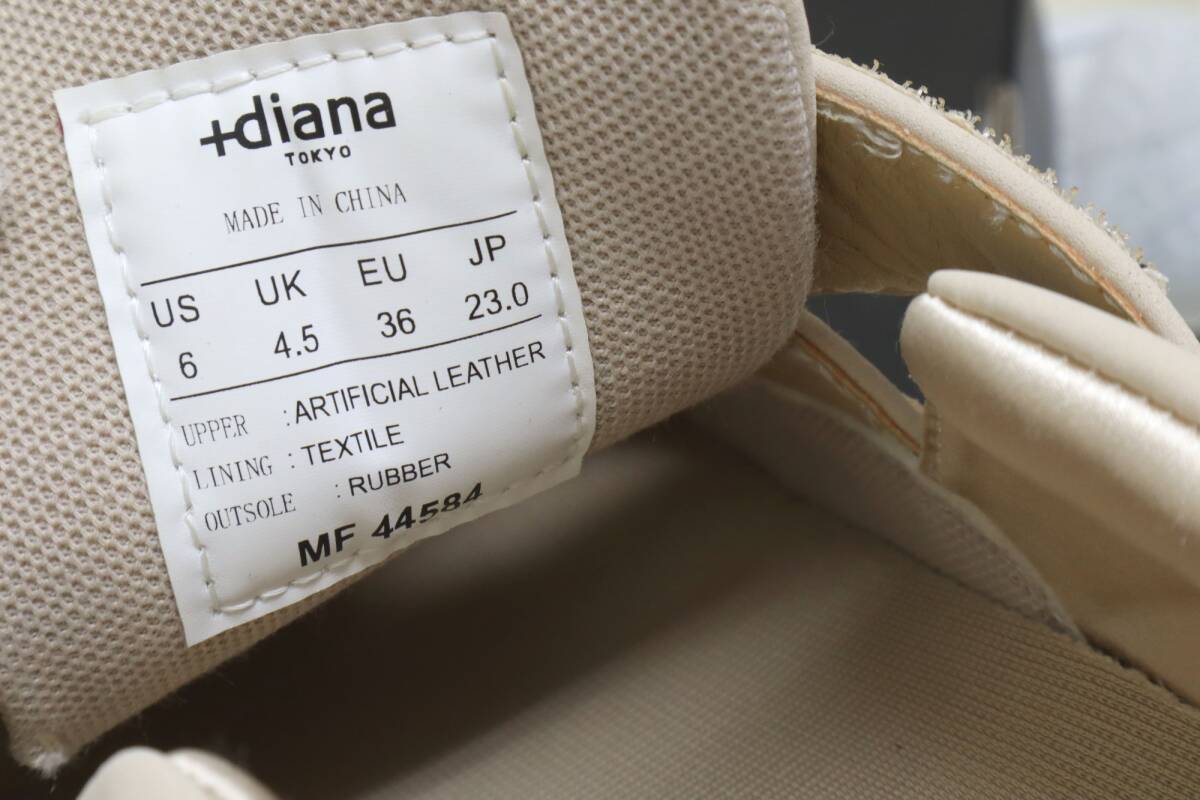 +diana
TOKYO
MADE IN CHINA
US UK EU JP
6 4.5 36 23.0
UPPER : ARTIFICIAL LEATHER
LINING : TEXTILE
OUTSOLE : RUBBER
MF 44584